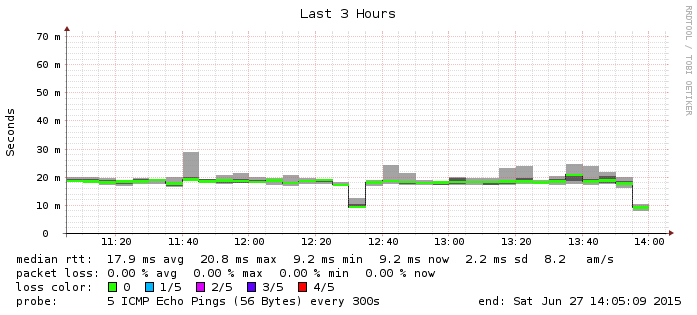 Last 3 Hours
RRDTOOL / TOBI OETIKER
Seconds
70 m
60 m
50 m
40 m
30 m
20 m
10 m
0
11:20 11:40 12:00 12:20 12:40 13:00 13:20 13:40 14:00
median rtt: 17.9 ms avg 20.8 ms max 9.2 ms min 9.2 ms now 2.2 ms sd 8.2 am/s
packet loss: 0.00 % avg 0.00 % max 0.00 % min 0.00 % now
loss color: 0 1/5 2/5 3/5 4/5
probe: 5 ICMP Echo Pings (56 Bytes) every 300s end: Sat Jun 27 14:05:09 2015